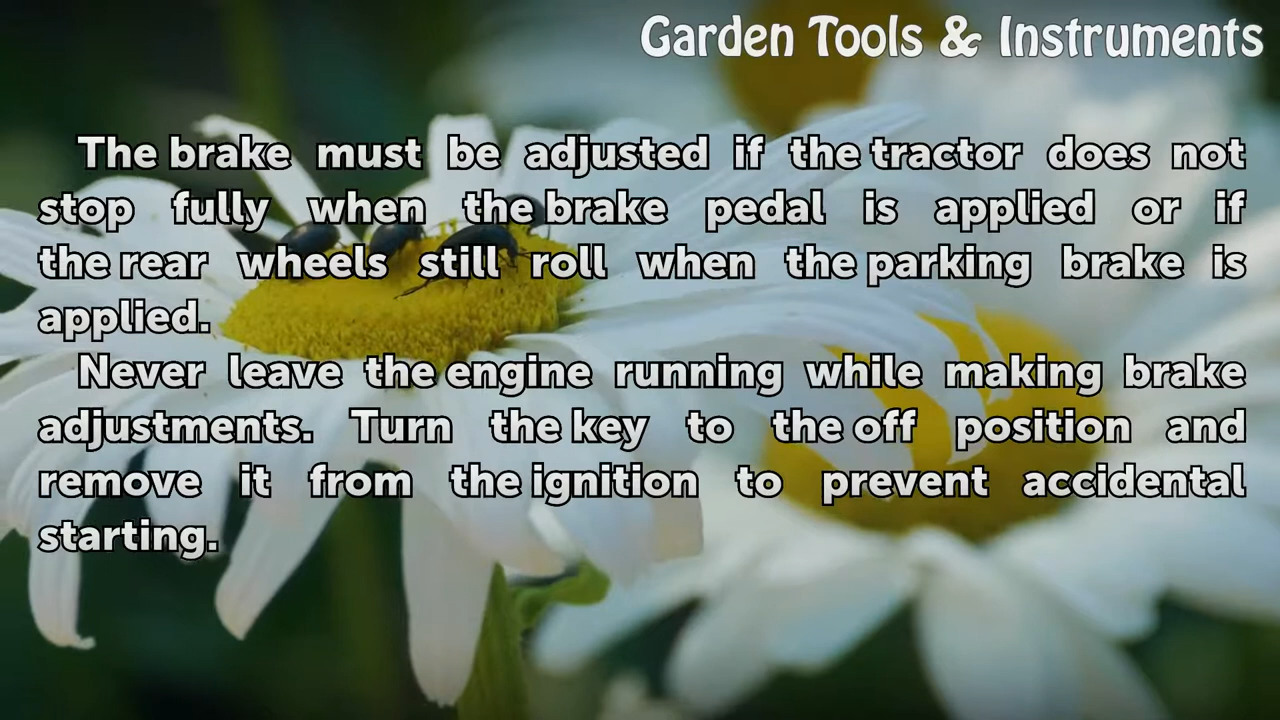 Garden Tools & Instruments
The brake must be adjusted if the tractor does not
stop fully when the brake pedal is applied or if
the rear wheels still roll when the parking brake is
applied.
Never leave the engine running while making brake
adjustments. Turn the key to the off position and
remove it from the ignition to prevent accidental
starting.